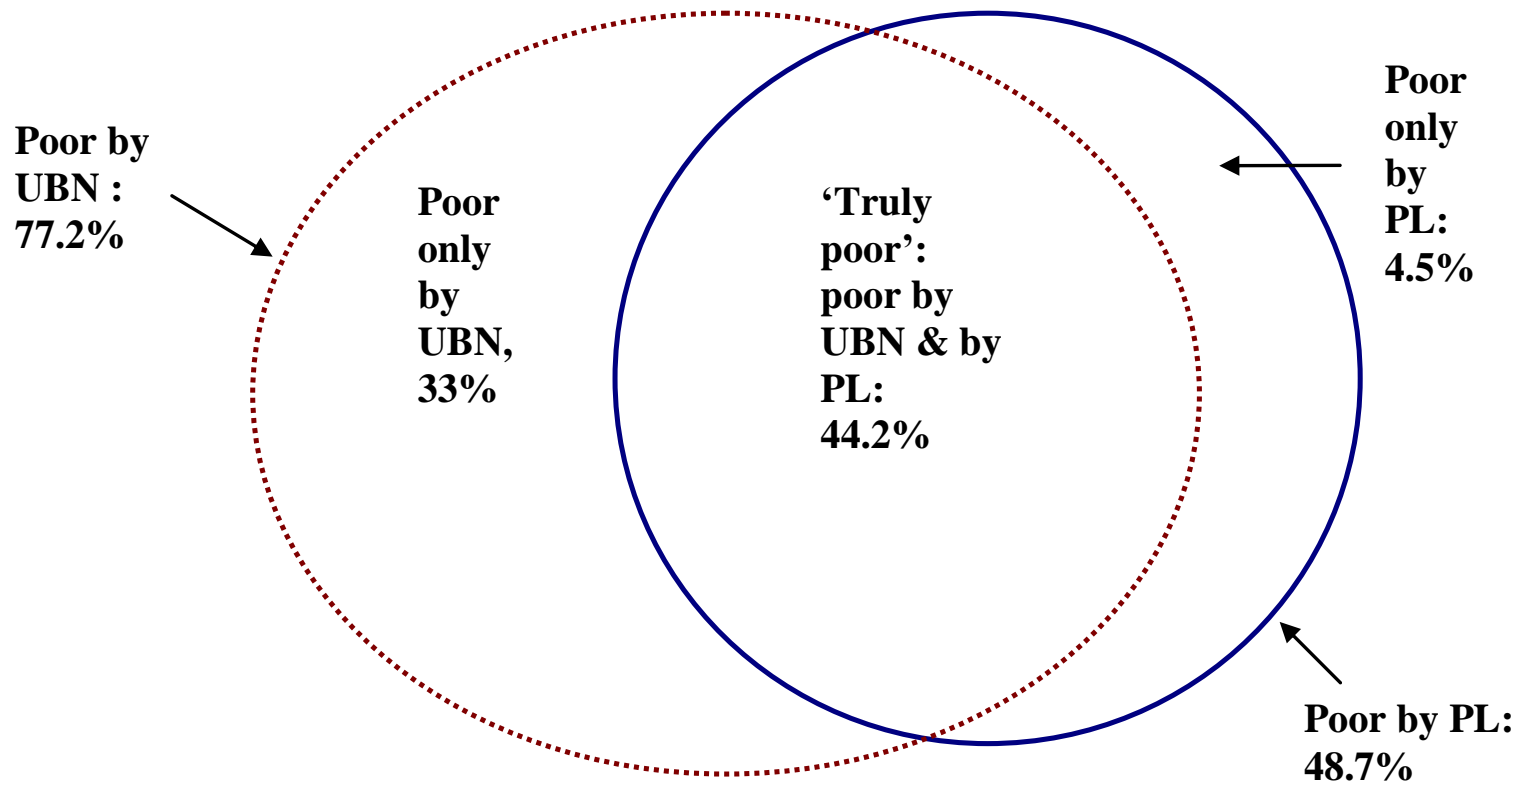 Poor by
UBN :
77.2%
Poor
only
by
UBN,
33%
‘Truly
poor’:
poor by
UBN & by
PL:
44.2%
Poor
only
by
PL:
4.5%
Poor by PL:
48.7%